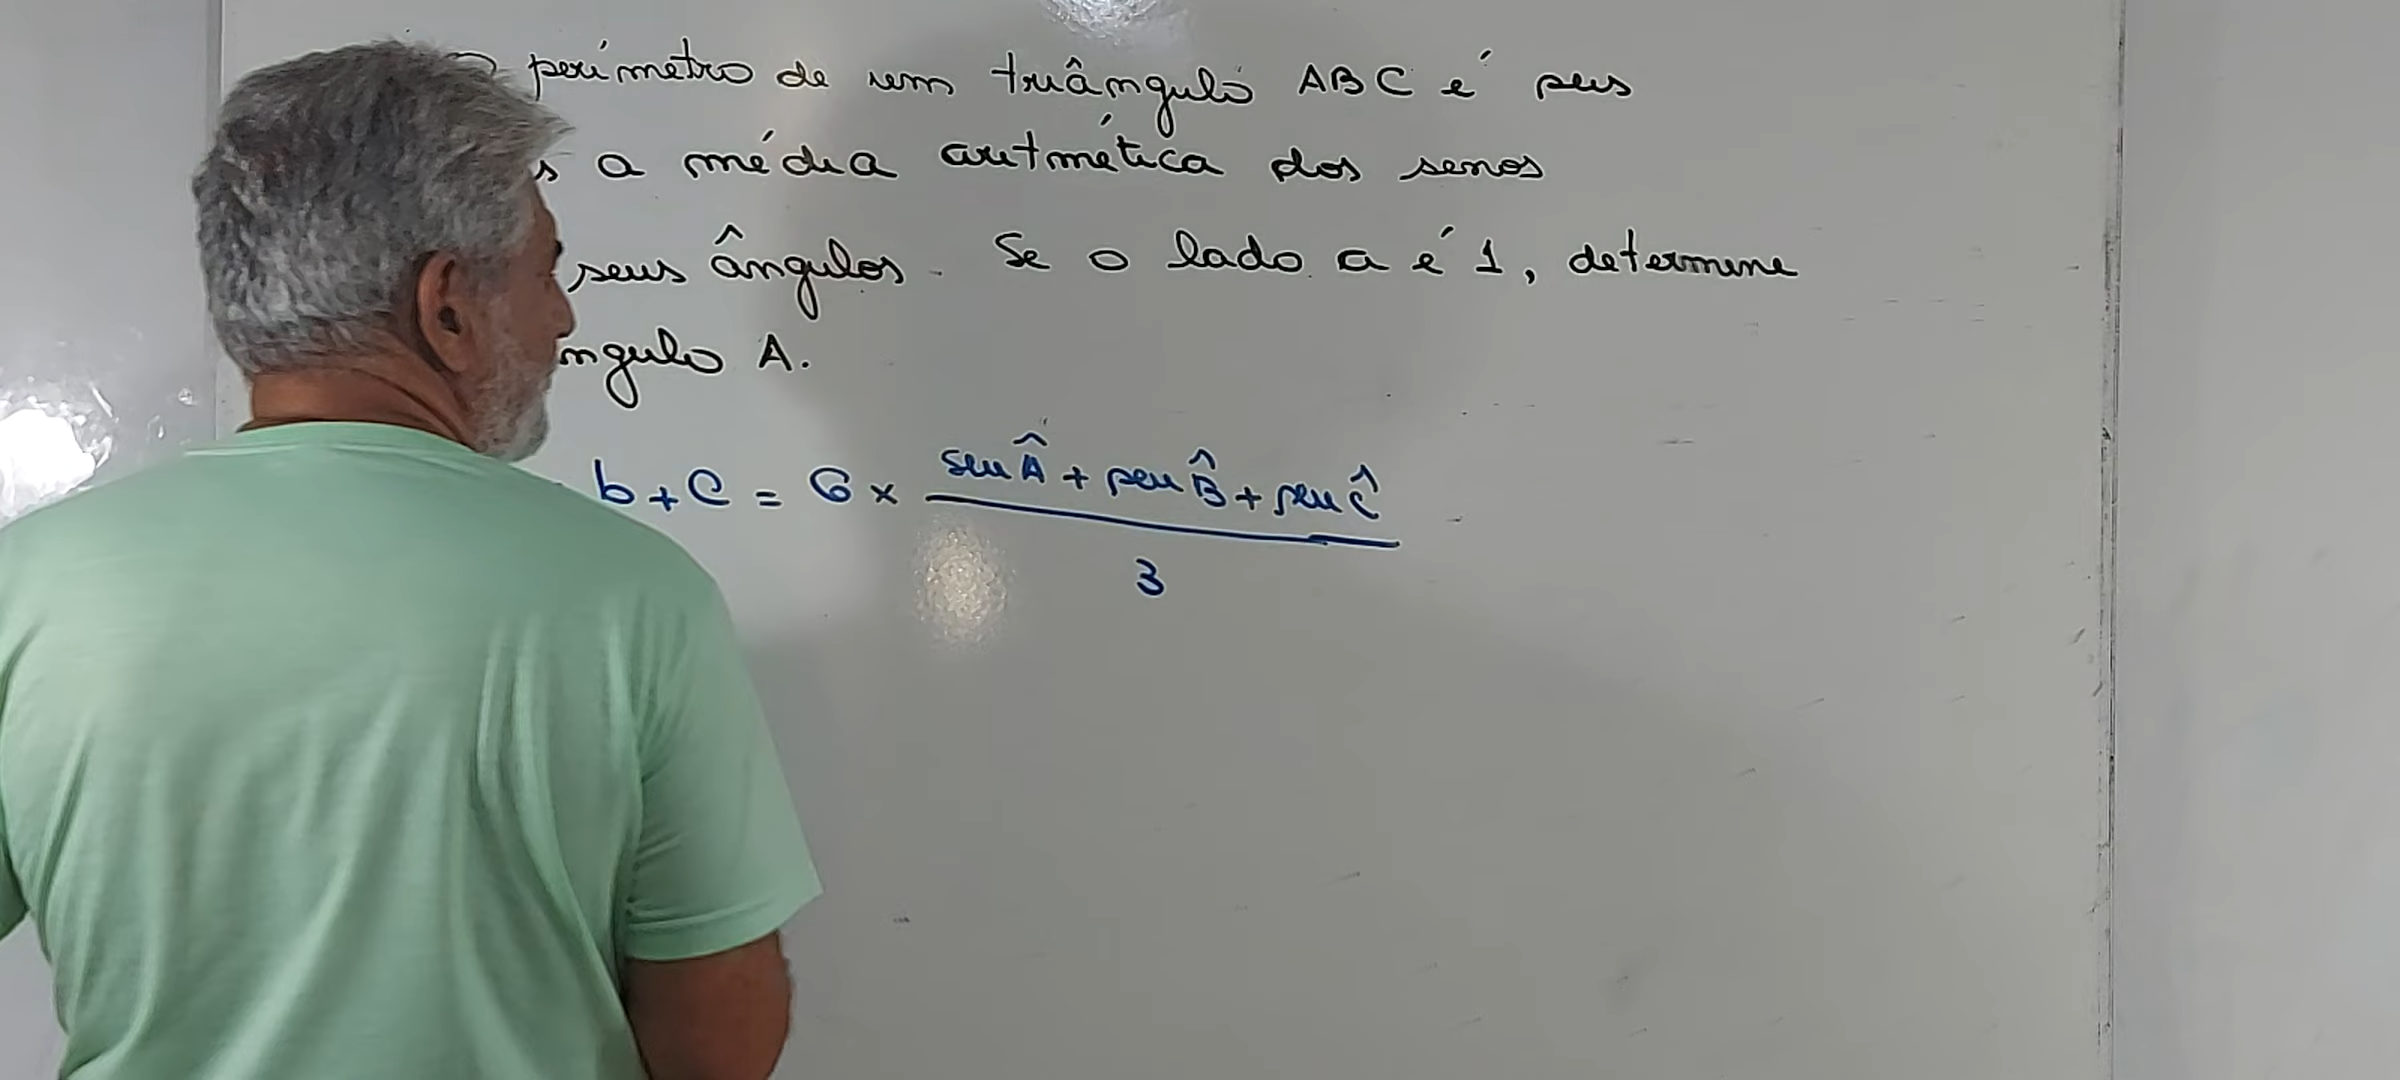 perímetro de um triângulo ABC é seis
s a média aritmética dos senos
seus ângulos. Se o lado a é 1, determine
ngulo A.
b + c = 6 × (sen Â + sen B̂ + sen Ĉ) / 3